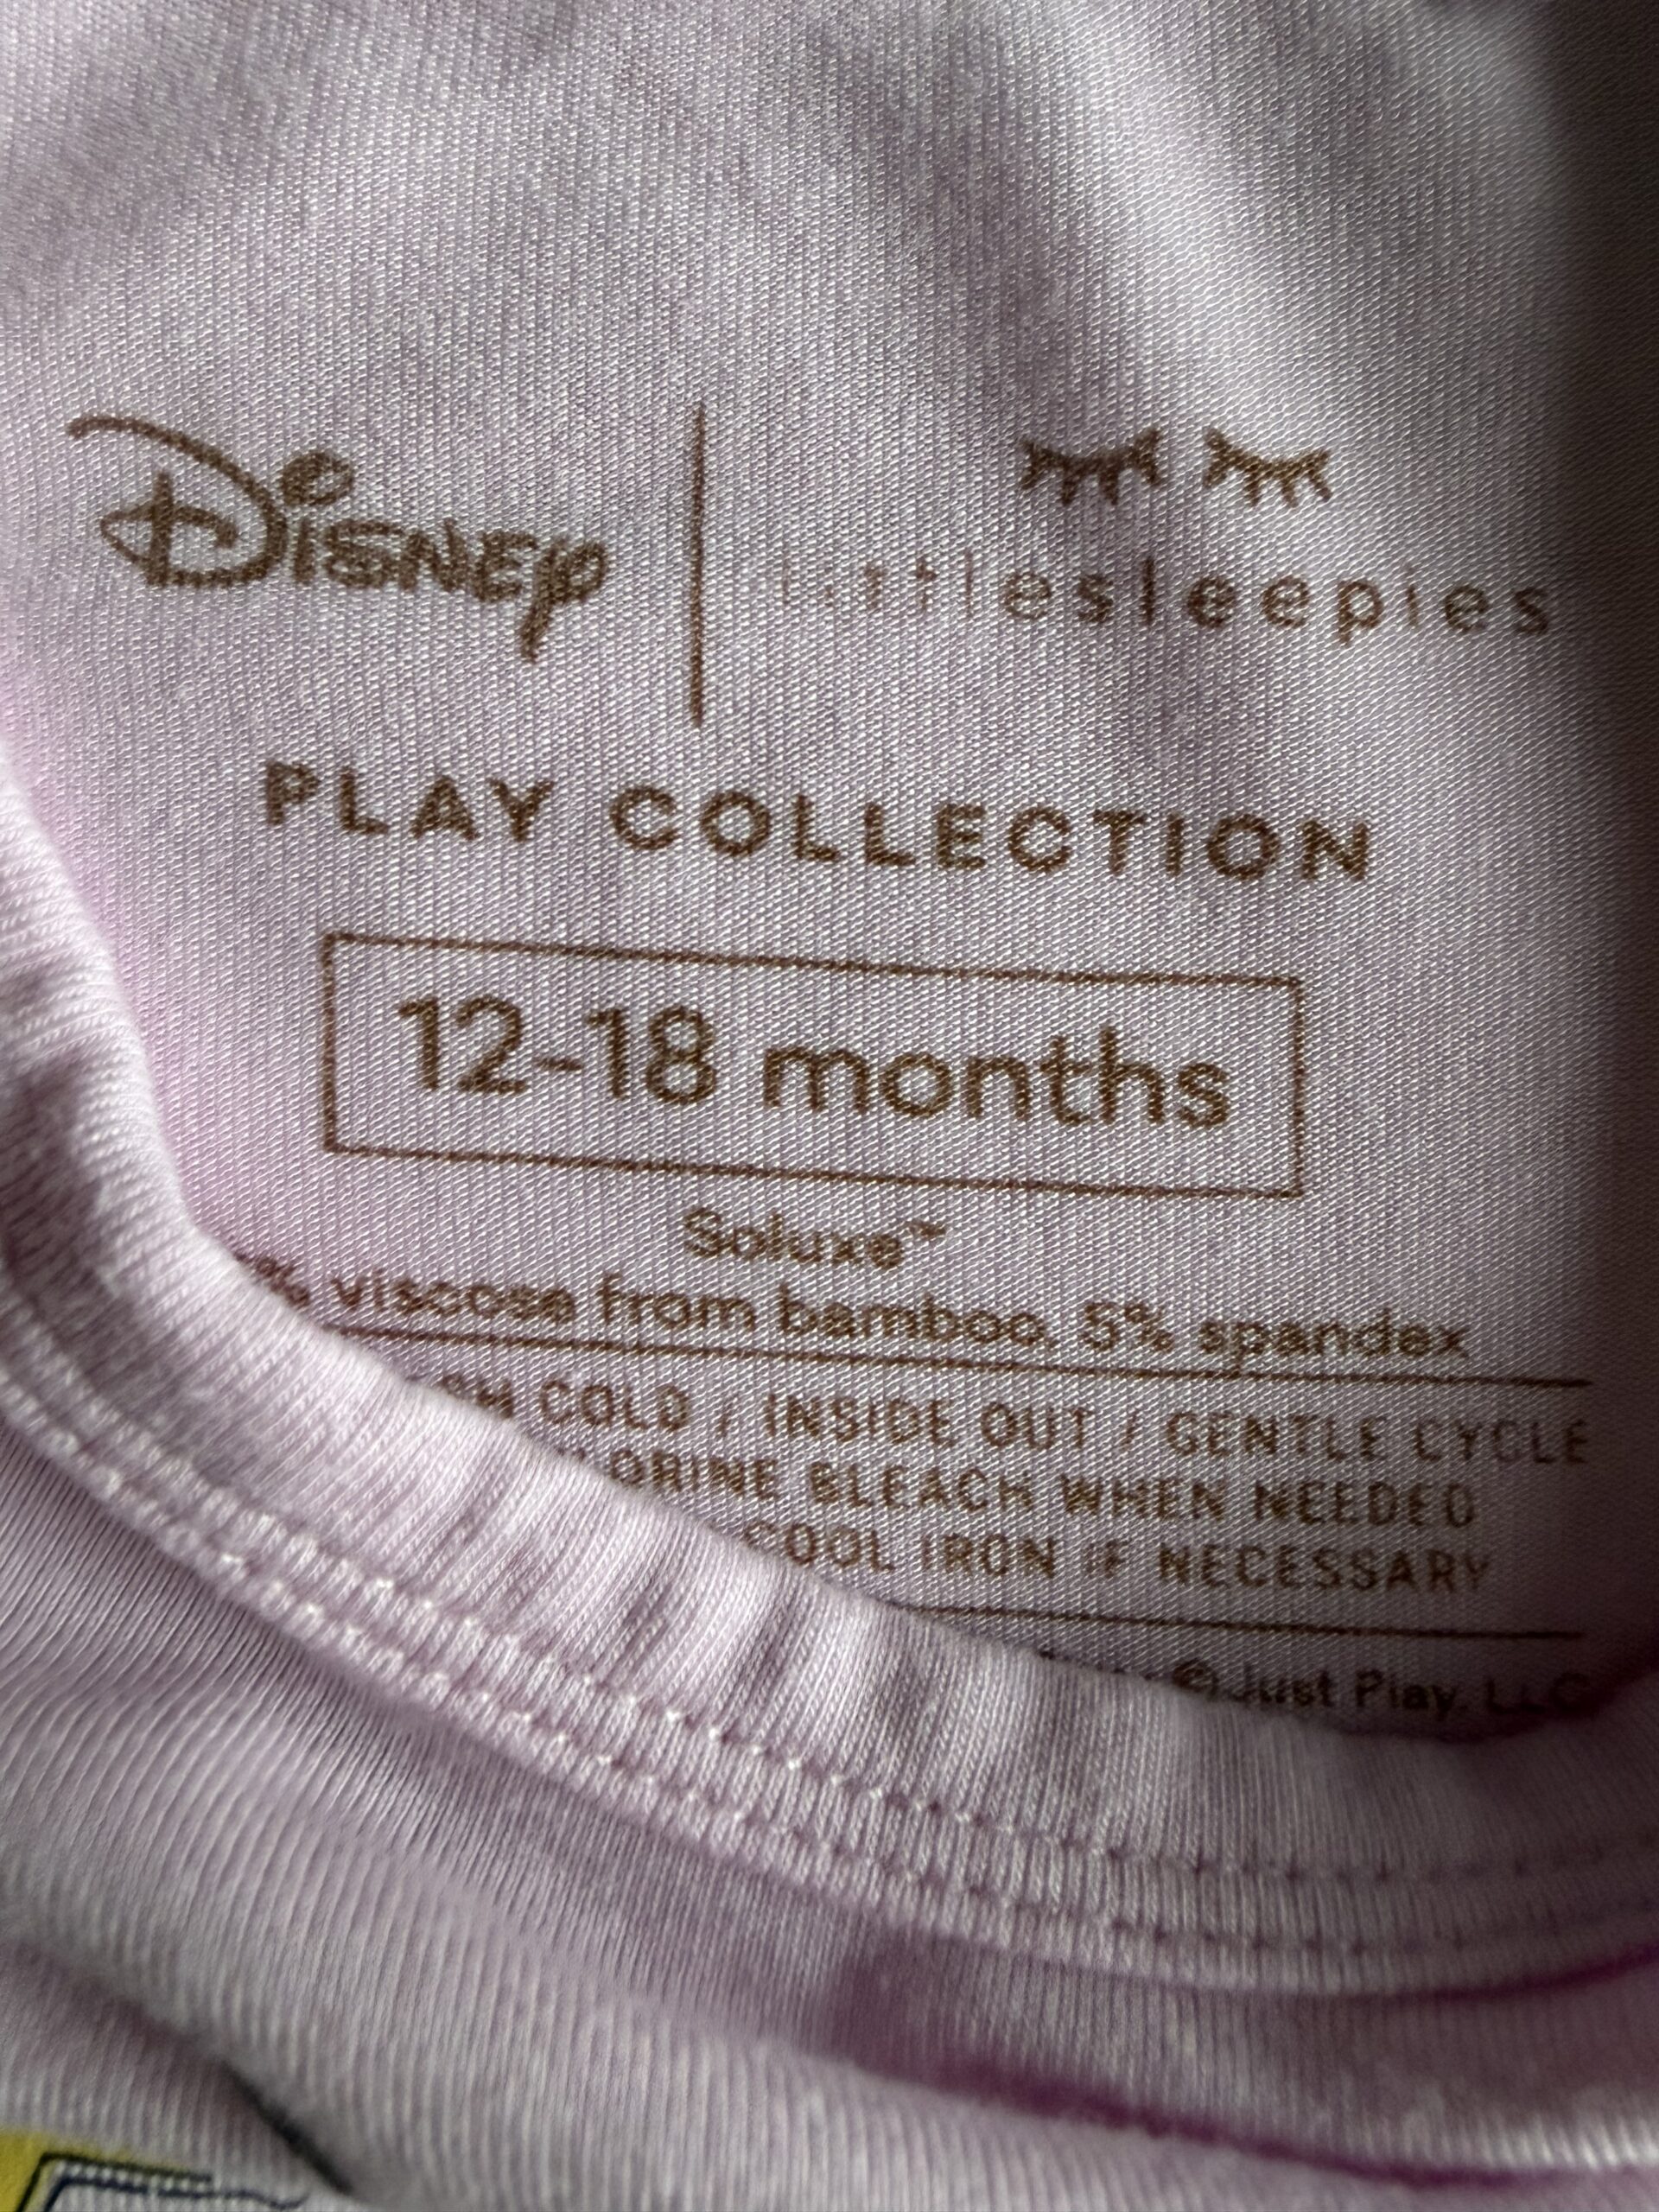 Disney | littlesleepies
PLAY COLLECTION
12-18 months
Soluxe™
% viscose from bamboo, 5% spandex
COLD / INSIDE OUT / GENTLE CYCLE
BLEACH WHEN NEEDED
COOL IRON IF NECESSARY
© Just Play, LLC